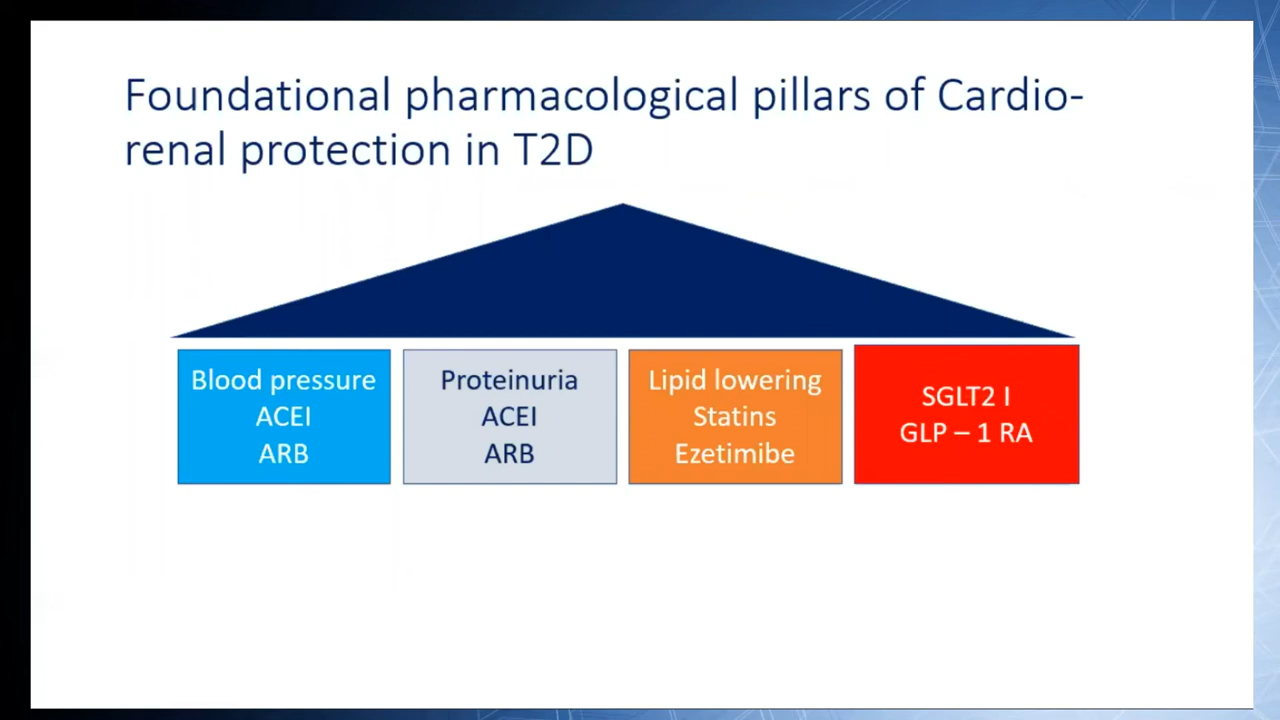 Foundational pharmacological pillars of Cardio-
renal protection in T2D
Blood pressure
ACEI
ARB
Proteinuria
ACEI
ARB
Lipid lowering
Statins
Ezetimibe
SGLT2 I
GLP – 1 RA